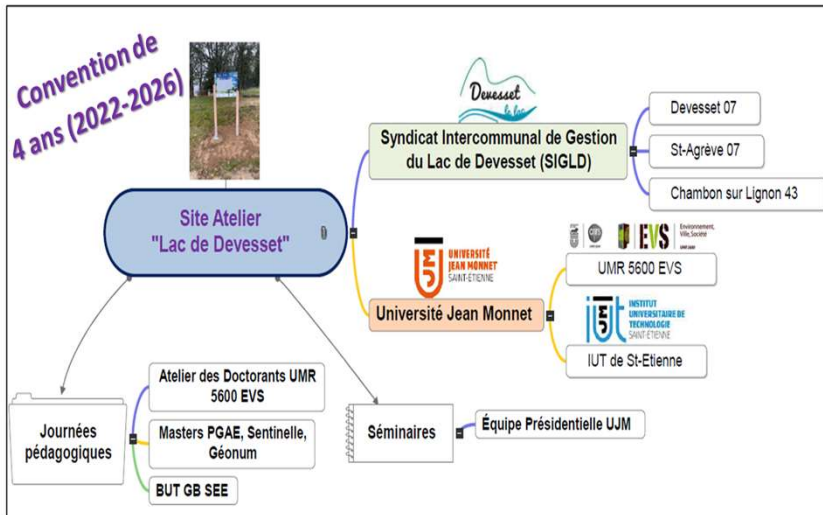 Convention de
4 ans (2022-2026)
Devesset
le lac
Syndicat Intercommunal de Gestion
du Lac de Devesset (SIGLD)
Devesset 07
St-Agrève 07
Chambon sur Lignon 43
Site Atelier
"Lac de Devesset"
UNIVERSITÉ
JEAN MONNET
SAINT-ÉTIENNE
Université Jean Monnet
EVS
Environnement,
Ville, Société
UMR 5600 EVS
INSTITUT
UNIVERSITAIRE DE
TECHNOLOGIE
SAINT-ÉTIENNE
IUT de St-Etienne
Journées
pédagogiques
Atelier des Doctorants UMR
5600 EVS
Masters PGAE, Sentinelle,
Géonum
BUT GB SEE
Séminaires
Équipe Présidentielle UJM